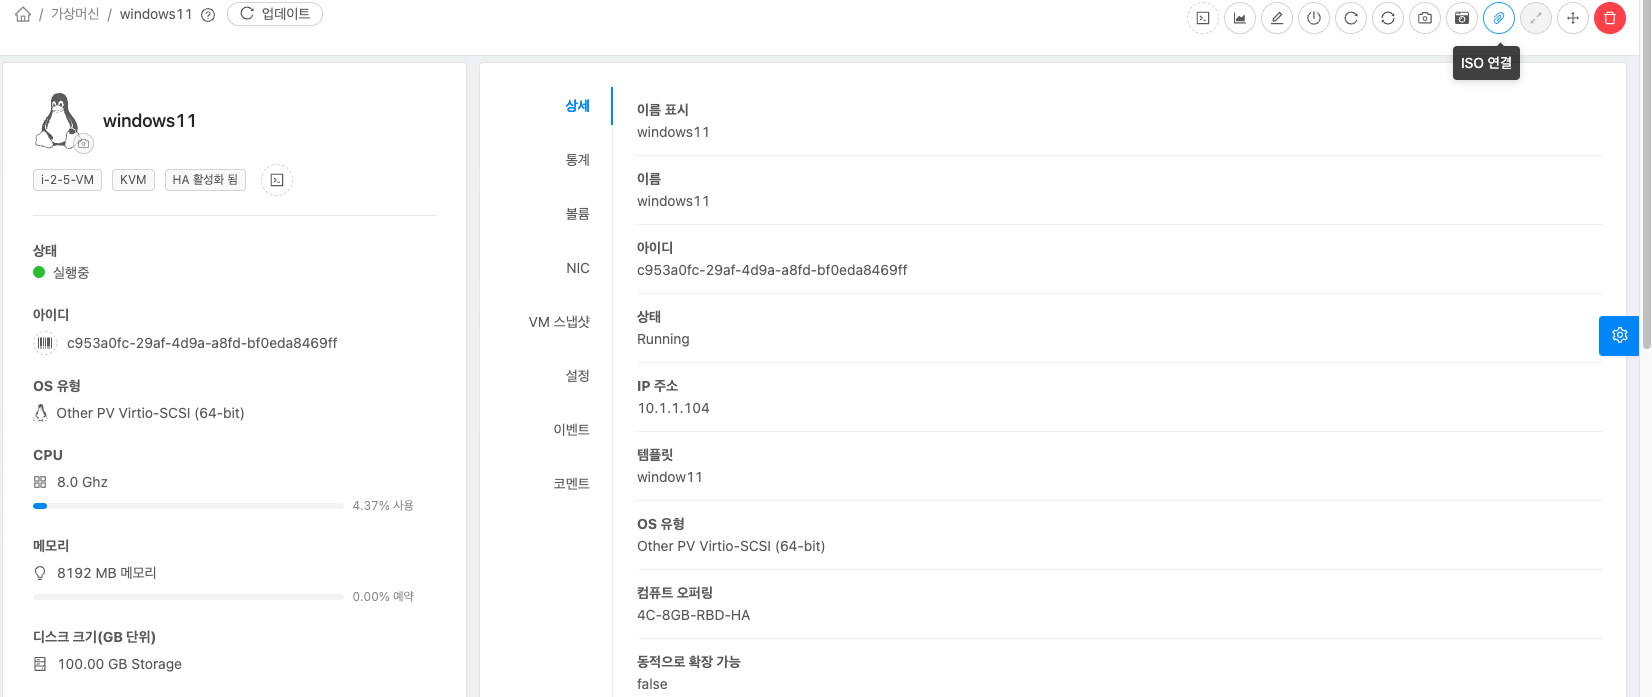 / 가상머신 / windows11 업데이트
ISO 연결
windows11
i-2-5-VM KVM HA 활성화 됨
상태
실행중
아이디
c953a0fc-29af-4d9a-a8fd-bf0eda8469ff
OS 유형
Other PV Virtio-SCSI (64-bit)
CPU
8.0 Ghz
4.37% 사용
메모리
8192 MB 메모리
0.00% 예약
디스크 크기(GB 단위)
100.00 GB Storage
상세
통계
볼륨
NIC
VM 스냅샷
설정
이벤트
코멘트
이름 표시
windows11
이름
windows11
아이디
c953a0fc-29af-4d9a-a8fd-bf0eda8469ff
상태
Running
IP 주소
10.1.1.104
템플릿
window11
OS 유형
Other PV Virtio-SCSI (64-bit)
컴퓨트 오퍼링
4C-8GB-RBD-HA
동적으로 확장 가능
false